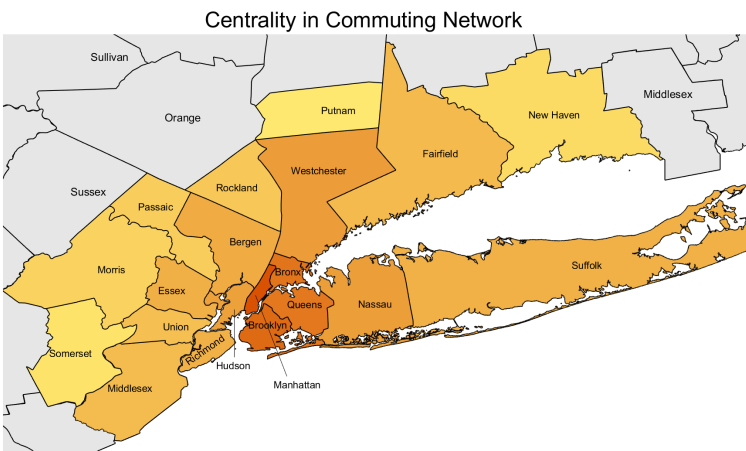 Centrality in Commuting Network
Sullivan
Middlesex
Putnam
Orange
New Haven
Fairfield
Westchester
Rockland
Sussex
Passaic
Bergen
Suffolk
Morris
Bronx
Essex
Queens
Nassau
Union
Brooklyn
Richmond
Somerset
Hudson
Manhattan
Middlesex